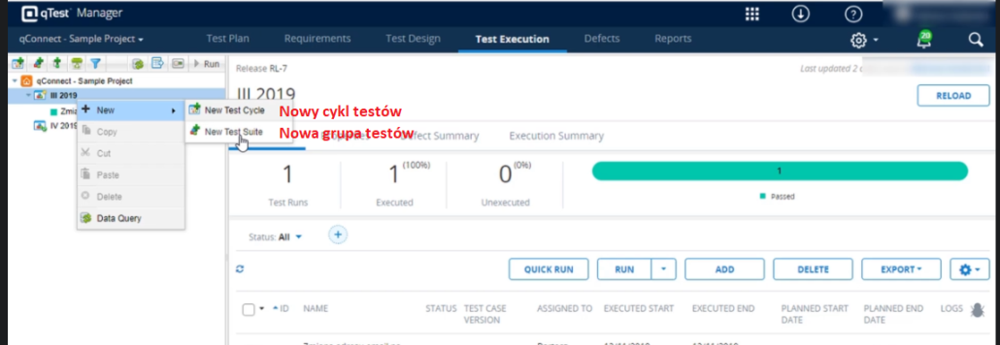 qTest Manager
qConnect - Sample Project
Test Plan
Requirements
Test Design
Test Execution
Defects
Reports
20
Run
qConnect - Sample Project
III 2019
Zmia
IV 2019
New
Copy
Cut
Paste
Delete
Data Query
New Test Cycle
New Test Suite
Nowy cykl testów
Nowa grupa testów
Release RL-7
Last updated 2
III 2019
RELOAD
Defect Summary
Execution Summary
1
Test Runs
1 (100%)
Executed
0 (0%)
Unexecuted
1
Passed
Status: All
QUICK RUN
RUN
ADD
DELETE
EXPORT
ID
NAME
STATUS
TEST CASE VERSION
ASSIGNED TO
EXECUTED START
EXECUTED END
PLANNED START DATE
PLANNED END DATE
LOGS